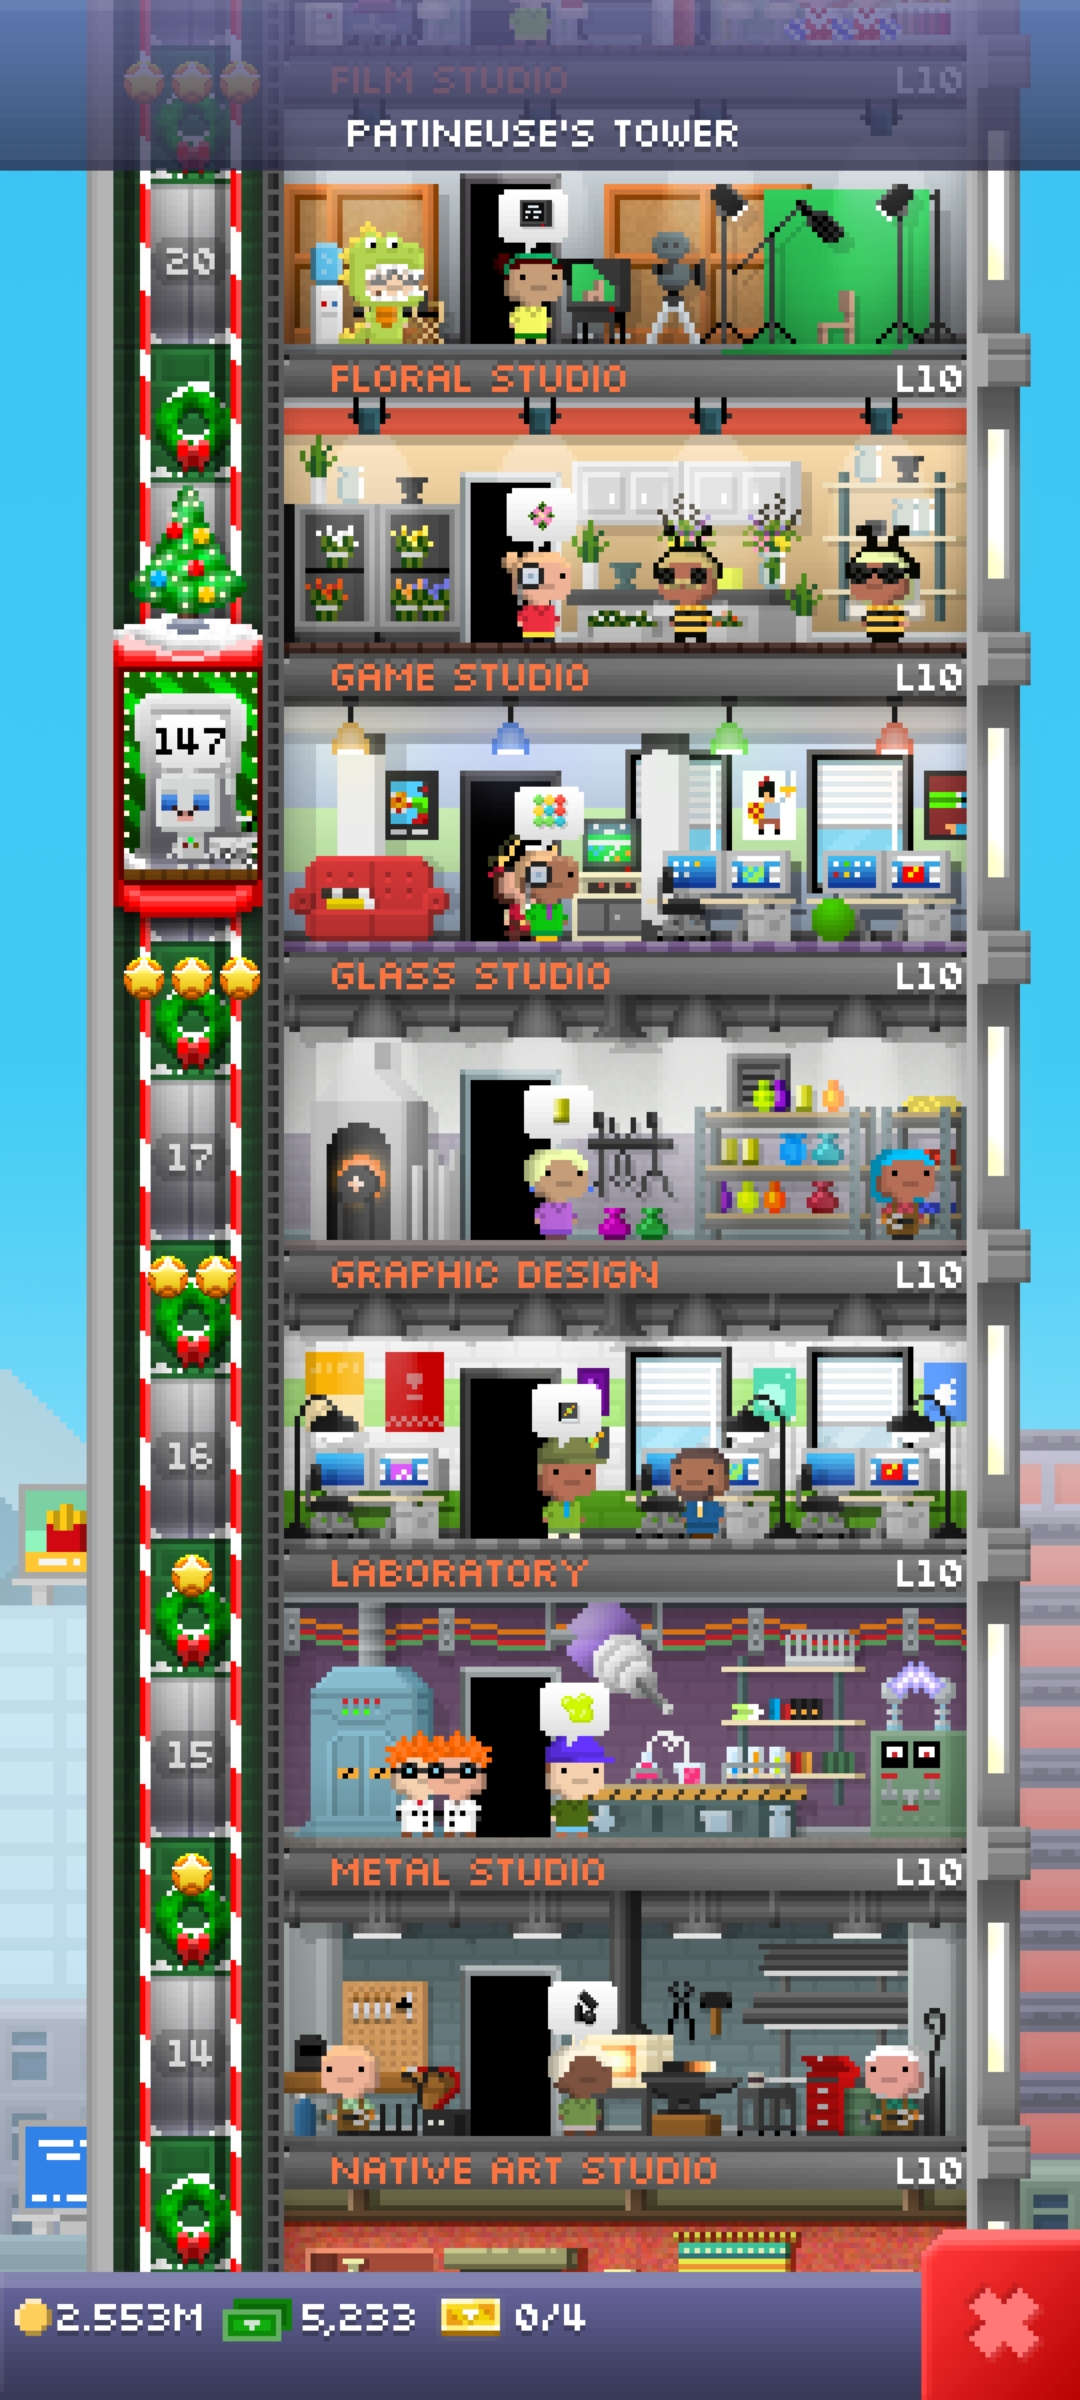 FILM STUDIO L10
PATINEUSE'S TOWER
20
FLORAL STUDIO L10
GAME STUDIO L10
147
GLASS STUDIO L10
17
GRAPHIC DESIGN L10
16
LABORATORY L10
15
METAL STUDIO L10
14
NATIVE ART STUDIO L10
2.553M 5,233 0/4